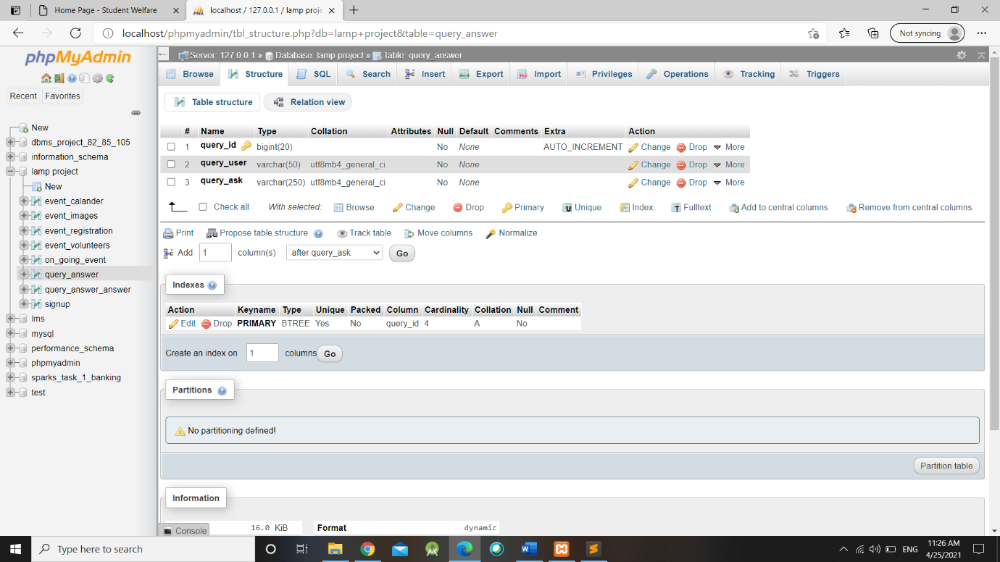 Home Page - Student Welfare
localhost / 127.0.0.1 / lamp proje
localhost/phpmyadmin/tbl_structure.php?db=lamp+project&table=query_answer
Not syncing
phpMyAdmin
Recent Favorites
New
dbms_project_82_85_105
information_schema
lamp project
New
event_calander
event_images
event_registration
event_volunteers
on_going_event
query_answer
query_answer_answer
signup
lms
mysql
performance_schema
phpmyadmin
sparks_task_1_banking
test
Server: 127.0.0.1 » Database: lamp project » Table: query_answer
Browse Structure SQL Search Insert Export Import Privileges Operations Tracking Triggers
Table structure Relation view
# Name Type Collation Attributes Null Default Comments Extra Action
1 query_id bigint(20) No None AUTO_INCREMENT Change Drop More
2 query_user varchar(50) utf8mb4_general_ci No None Change Drop More
3 query_ask varchar(250) utf8mb4_general_ci No None Change Drop More
Check all With selected: Browse Change Drop Primary Unique Index Fulltext Add to central columns Remove from central columns
Print Propose table structure Track table Move columns Normalize
Add 1 column(s) after query_ask Go
Indexes
Action Keyname Type Unique Packed Column Cardinality Collation Null Comment
Edit Drop PRIMARY BTREE Yes No query_id 4 A No
Create an index on 1 columns Go
Partitions
No partitioning defined!
Partition table
Information
16.0 KiB Format dynamic
Console
Type here to search
ENG
11:26 AM
4/25/2021